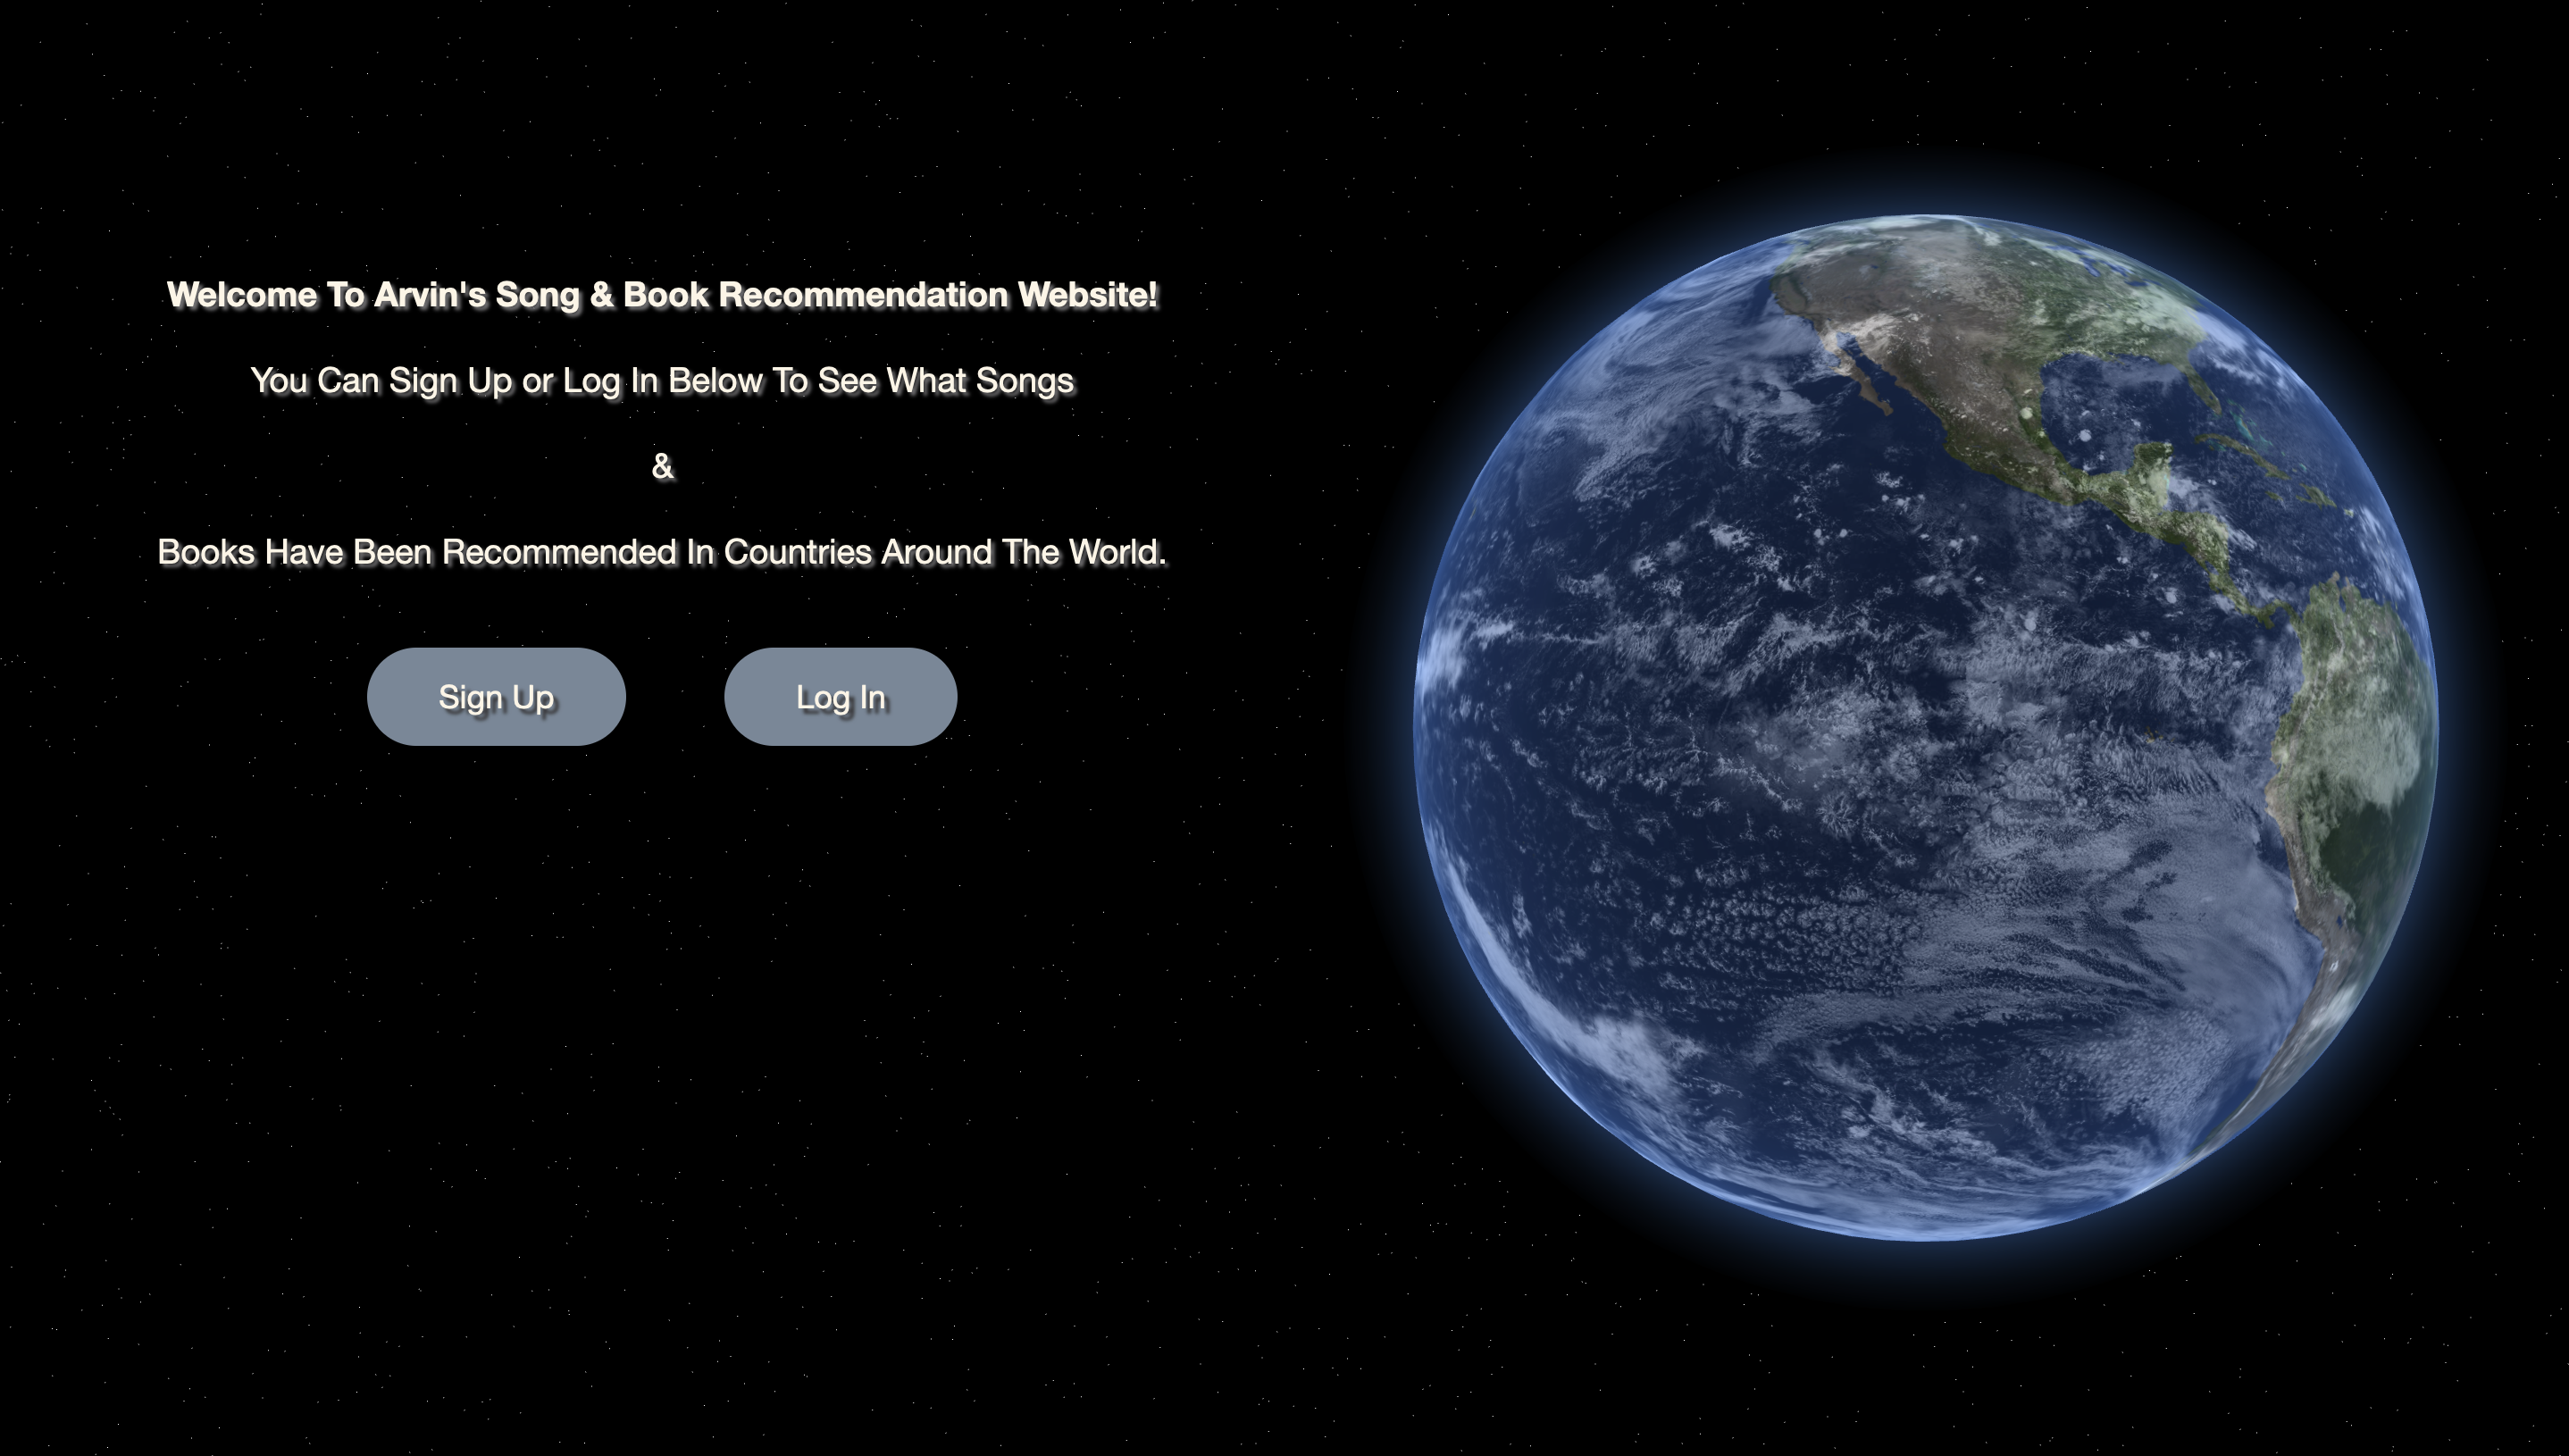 Welcome To Arvin's Song & Book Recommendation Website!
You Can Sign Up or Log In Below To See What Songs
&
Books Have Been Recommended In Countries Around The World.
Sign Up
Log In